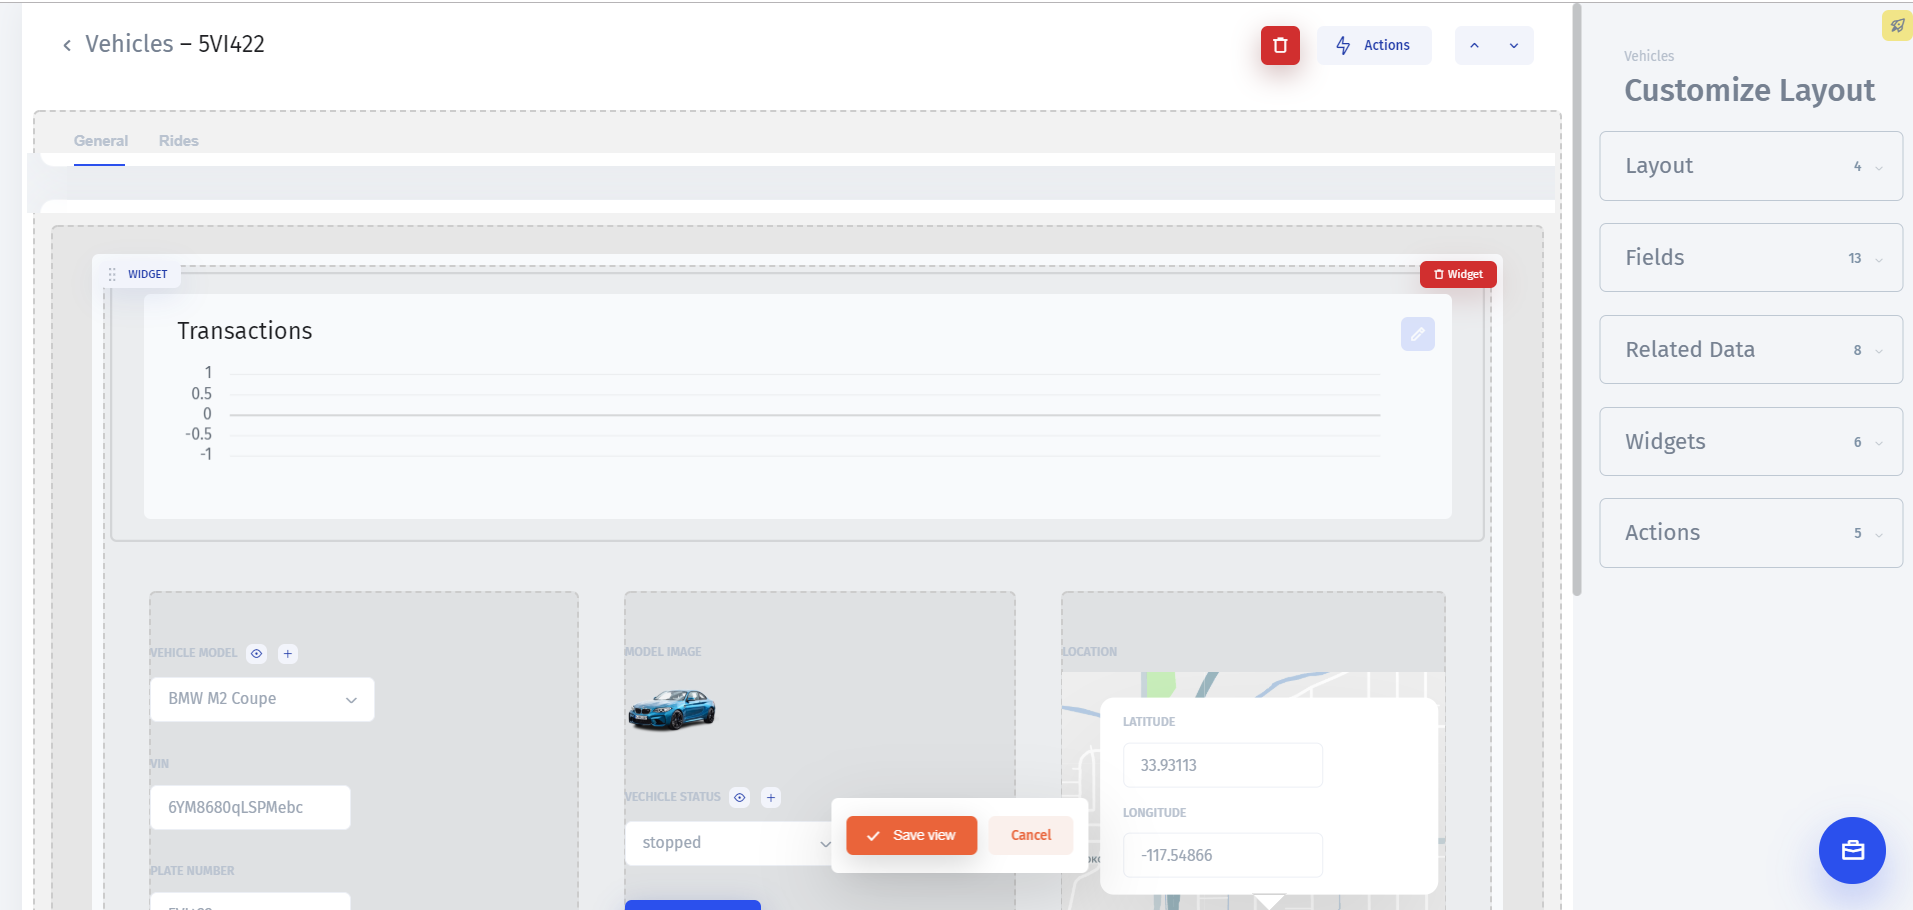 Vehicles – 5VI422
Actions
Vehicles
Customize Layout
General
Rides
Layout 4
Fields 13
Related Data 8
Widgets 6
Actions 5
WIDGET
Widget
Transactions
1
0.5
0
-0.5
-1
VEHICLE MODEL
BMW M2 Coupe
VIN
6YM8680qLSPMebc
PLATE NUMBER
MODEL IMAGE
VECHICLE STATUS
stopped
LOCATION
LATITUDE
33.93113
LONGITUDE
-117.54866
Save view
Cancel